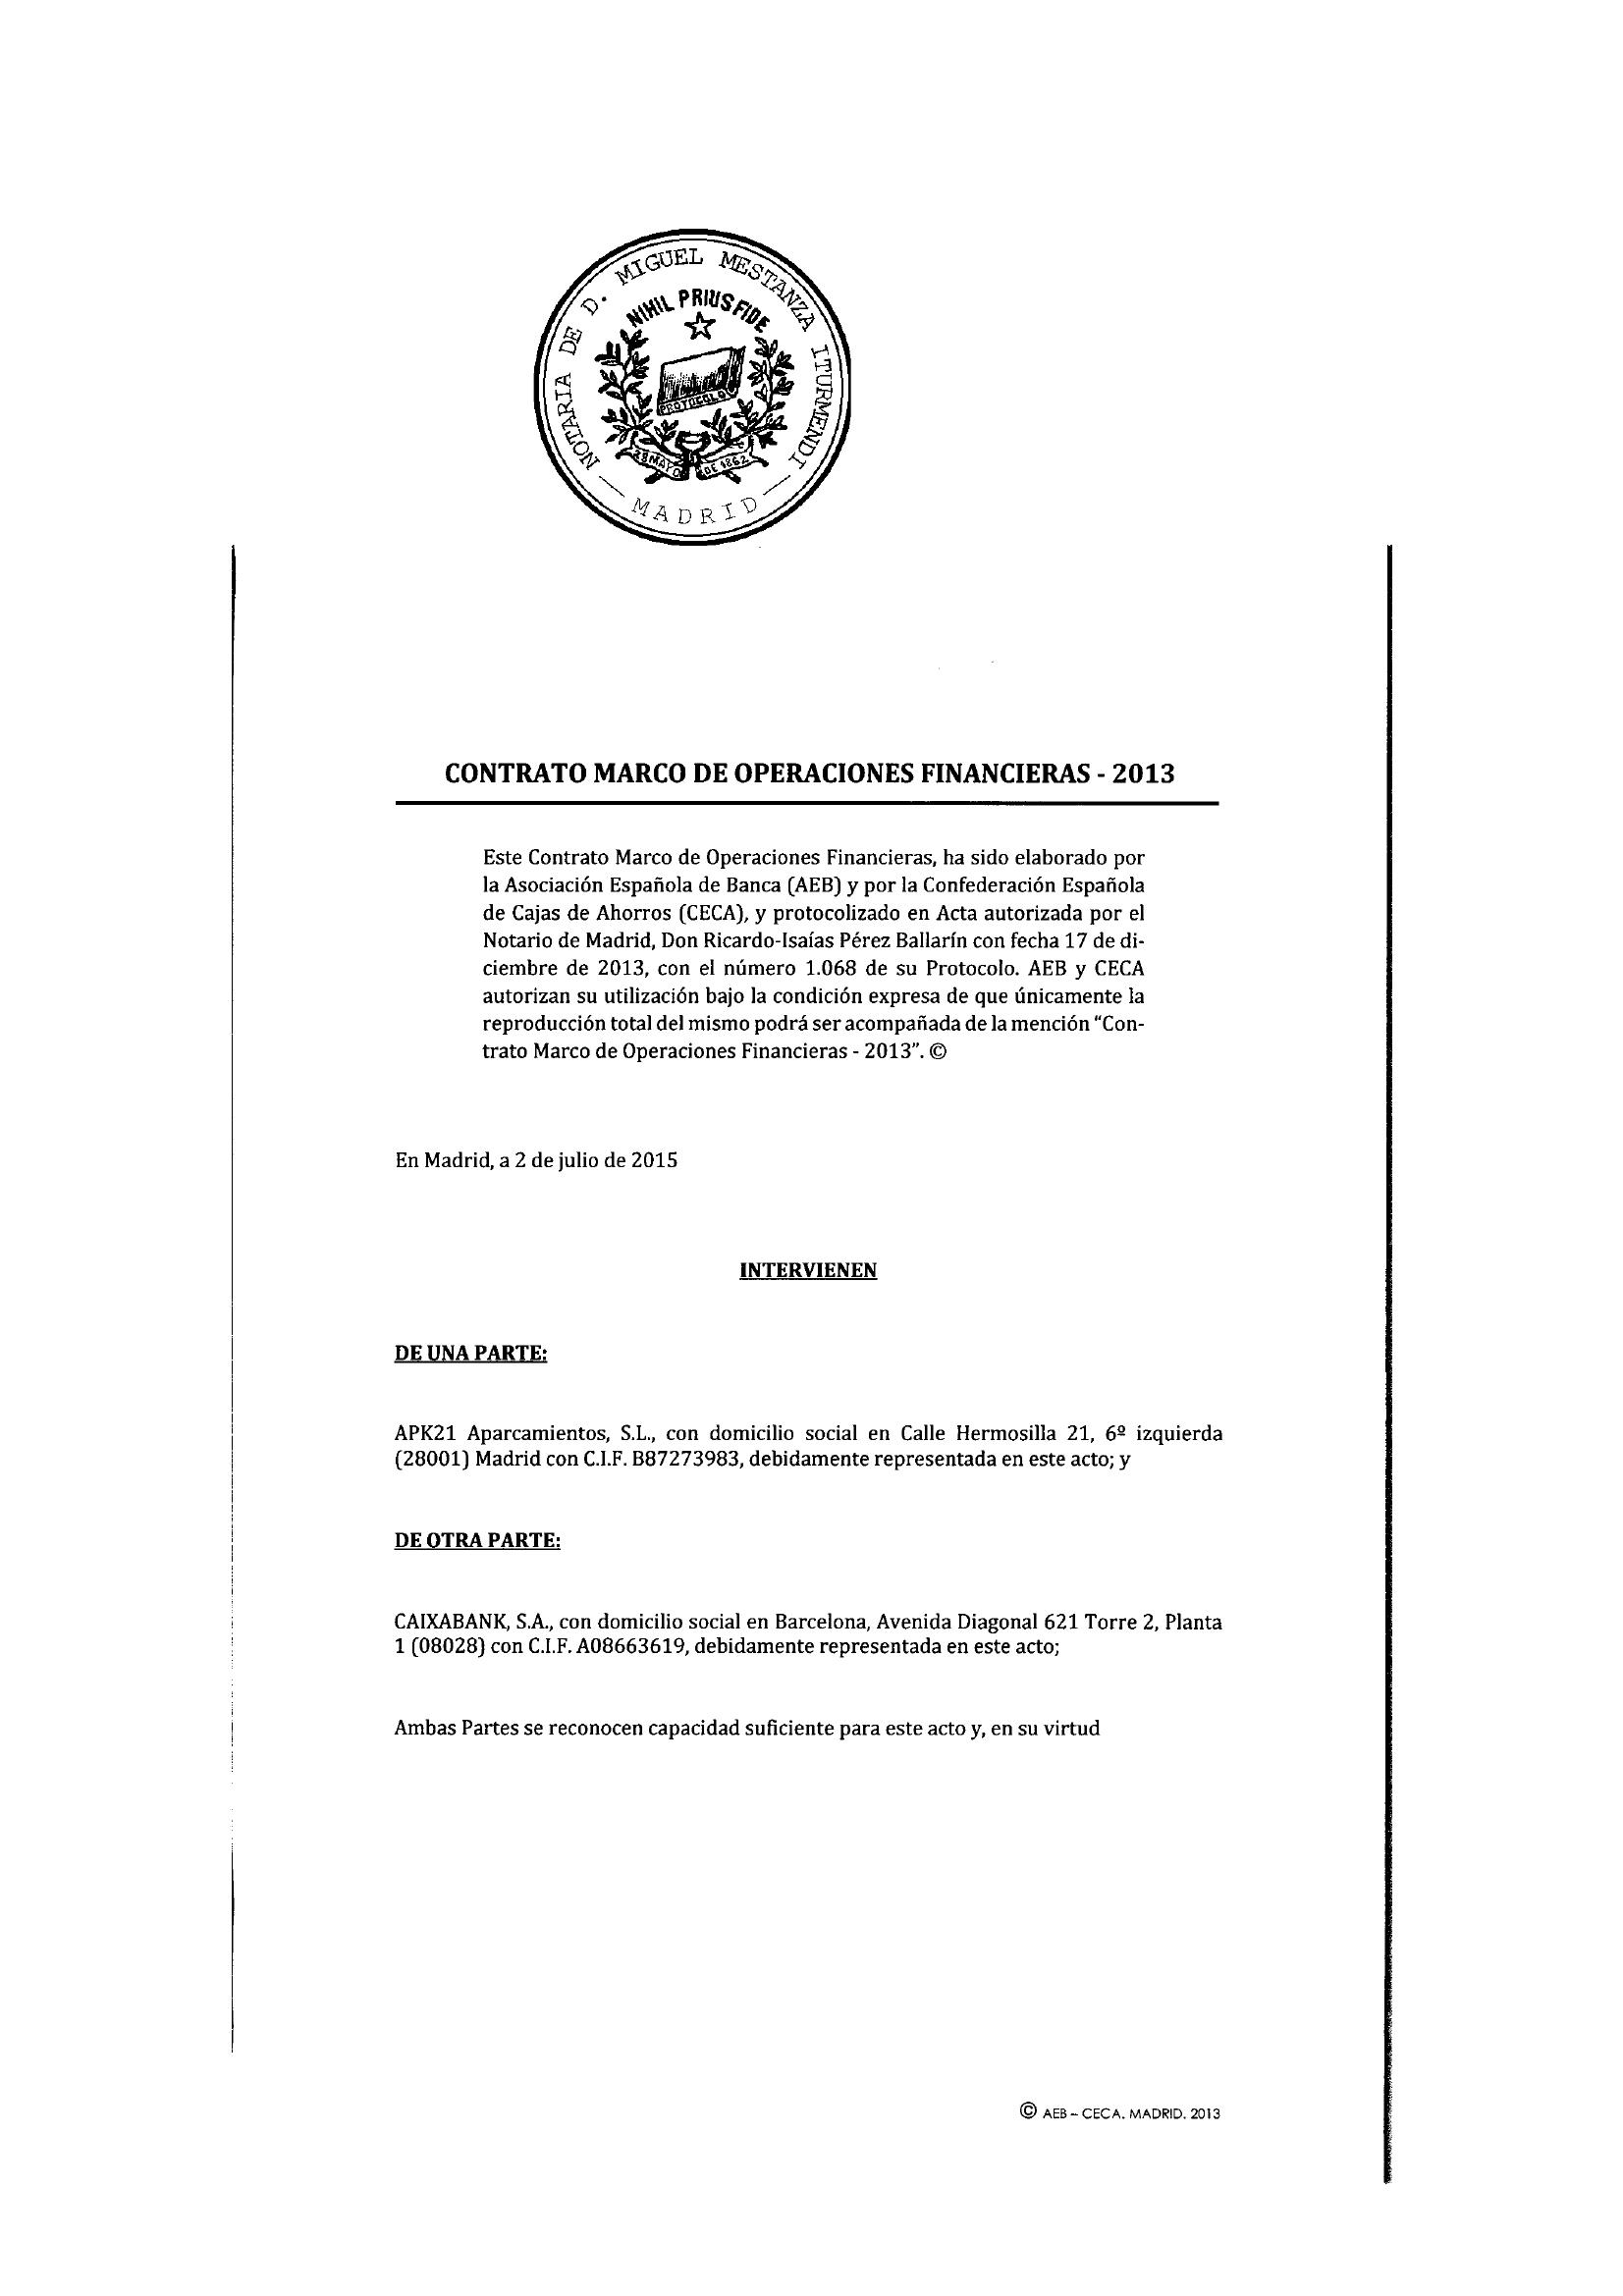 NOTARIA DE D. MIGUEL MESTANZA ITURMENDI
NIHIL PRIUS FIDE
PROTOCOLO
28 MAYO DE 1862
— MADRID —
CONTRATO MARCO DE OPERACIONES FINANCIERAS - 2013
Este Contrato Marco de Operaciones Financieras, ha sido elaborado por
la Asociación Española de Banca (AEB) y por la Confederación Española
de Cajas de Ahorros (CECA), y protocolizado en Acta autorizada por el
Notario de Madrid, Don Ricardo-Isaías Pérez Ballarín con fecha 17 de di-
ciembre de 2013, con el número 1.068 de su Protocolo. AEB y CECA
autorizan su utilización bajo la condición expresa de que únicamente la
reproducción total del mismo podrá ser acompañada de la mención “Con-
trato Marco de Operaciones Financieras - 2013”. ©
En Madrid, a 2 de julio de 2015
INTERVIENEN
DE UNA PARTE:
APK21 Aparcamientos, S.L., con domicilio social en Calle Hermosilla 21, 6º izquierda
(28001) Madrid con C.I.F. B87273983, debidamente representada en este acto; y
DE OTRA PARTE:
CAIXABANK, S.A., con domicilio social en Barcelona, Avenida Diagonal 621 Torre 2, Planta
1 (08028) con C.I.F. A08663619, debidamente representada en este acto;
Ambas Partes se reconocen capacidad suficiente para este acto y, en su virtud
© AEB – CECA. MADRID. 2013